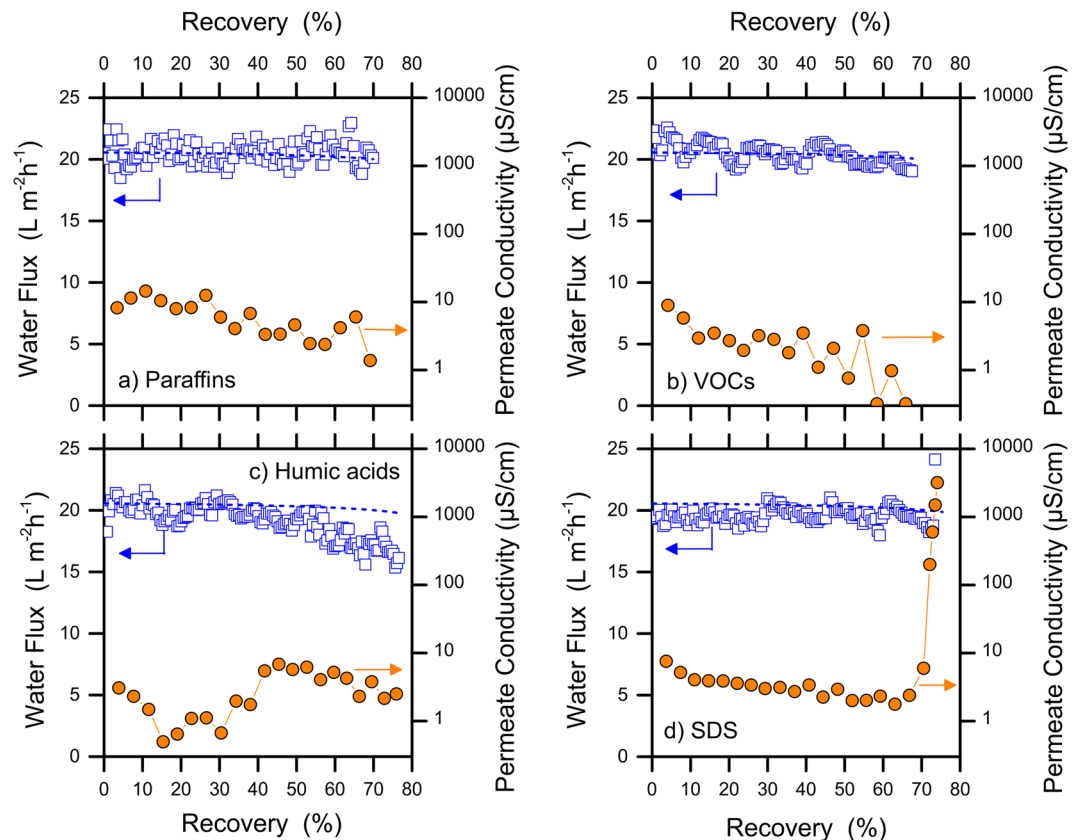 Recovery (%)
0 10 20 30 40 50 60 70 80
Water Flux (L m-2h-1)
25
20
15
10
5
0
a) Paraffins
10000
1000
100
10
1
Permeate Conductivity (µS/cm)
Recovery (%)
0 10 20 30 40 50 60 70 80
Water Flux (L m-2h-1)
25
20
15
10
5
0
b) VOCs
10000
1000
100
10
1
Permeate Conductivity (µS/cm)
Water Flux (L m-2h-1)
25
20
15
10
5
0
c) Humic acids
10000
1000
100
10
1
Permeate Conductivity (µS/cm)
0 10 20 30 40 50 60 70 80
Recovery (%)
Water Flux (L m-2h-1)
25
20
15
10
5
0
d) SDS
10000
1000
100
10
1
Permeate Conductivity (µS/cm)
0 10 20 30 40 50 60 70 80
Recovery (%)